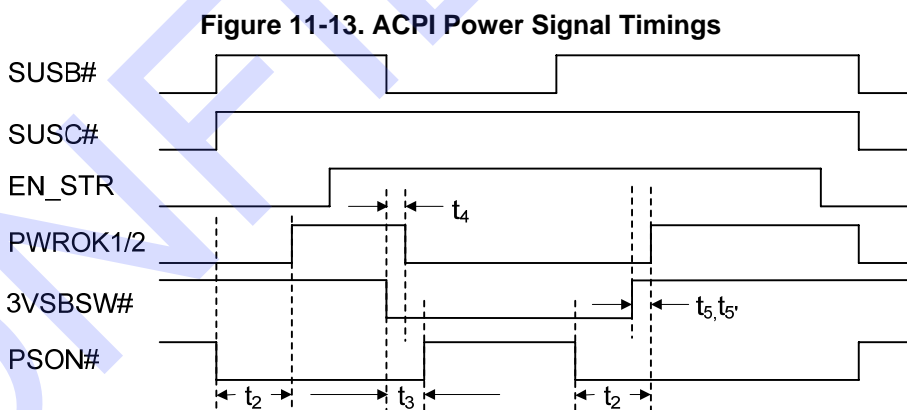 Figure 11-13. ACPI Power Signal Timings
SUSB#
SUSC#
EN_STR
t4
PWROK1/2
3VSBSW#
t5,t5'
PSON#
t2
t3
t2